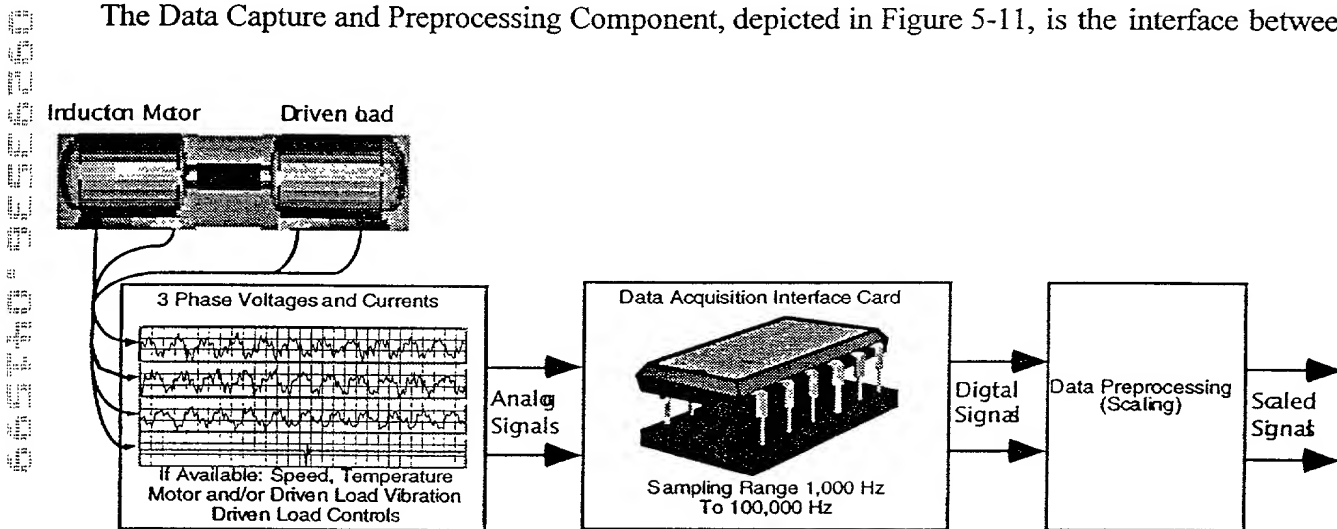 The Data Capture and Preprocessing Component, depicted in Figure 5-11, is the interface betwee
Inducton Motor
Driven oad
3 Phase Voltages and Currents
If Available: Speed, Temperature
Motor and/or Driven Load Vibration
Driven Load Controls
Analog
Signals
Data Acquisition Interface Card
Sampling Range 1,000 Hz
To 100,000 Hz
Digtal
Signal
Data Preprocessing
(Scaling)
Scaled
Signals